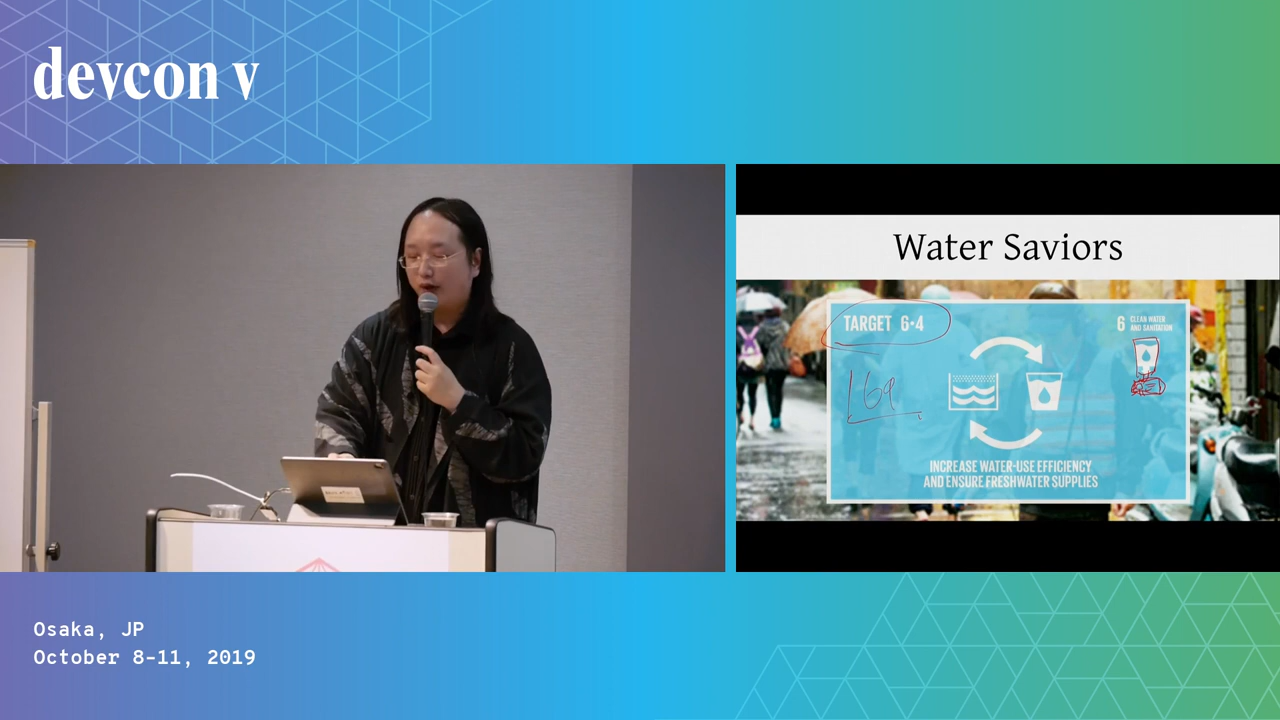 devcon v
Water Saviors
TARGET 6·4
6 CLEAN WATER
AND SANITATION
169
INCREASE WATER-USE EFFICIENCY
AND ENSURE FRESHWATER SUPPLIES
Osaka, JP
October 8-11, 2019